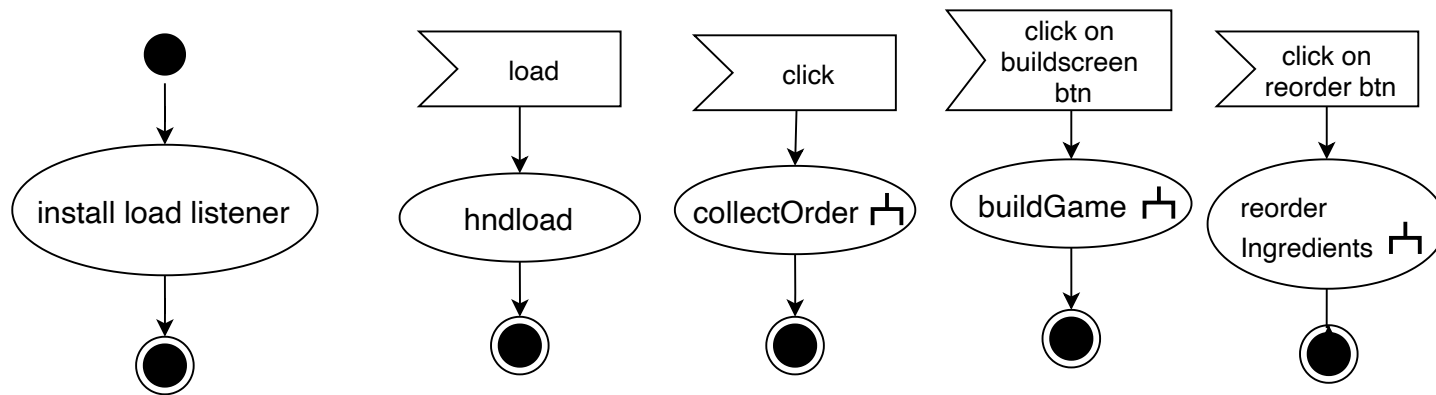 load
click
click on
buildscreen
btn
click on
reorder btn
install load listener
hndload
collectOrder
buildGame
reorder
Ingredients